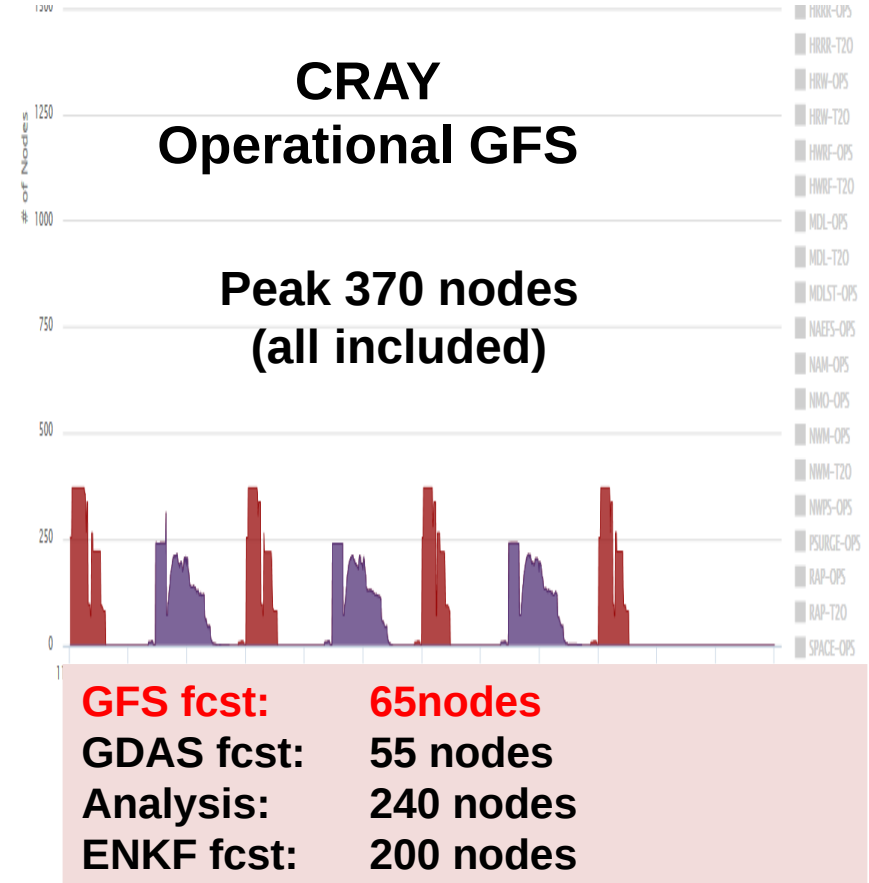 1500
CRAY
Operational GFS
Peak 370 nodes
(all included)
# of Nodes
1250
1000
750
500
250
0
HRRR-OPS
HRRR-T2O
HRW-OPS
HRW-T2O
HWRF-OPS
HWRF-T2O
MDL-OPS
MDL-T2O
MDLST-OPS
NAEFS-OPS
NAM-OPS
NMO-OPS
NWM-OPS
NWM-T2O
NWPS-OPS
PSURGE-OPS
RAP-OPS
RAP-T2O
SPACE-OPS
GFS fcst: 65nodes
GDAS fcst: 55 nodes
Analysis: 240 nodes
ENKF fcst: 200 nodes